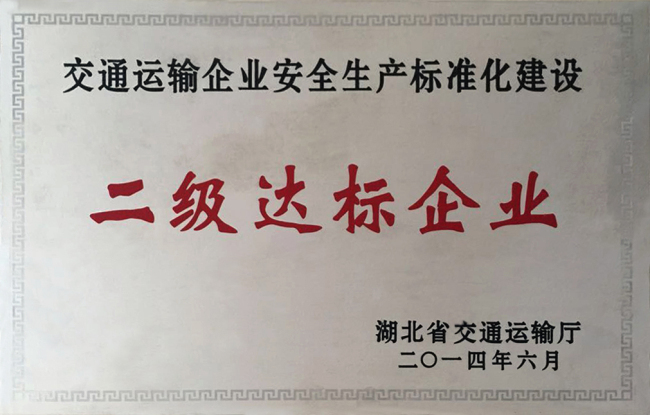 交通运输企业安全生产标准化建设
二级达标企业
湖北省交通运输厅
二〇一四年六月